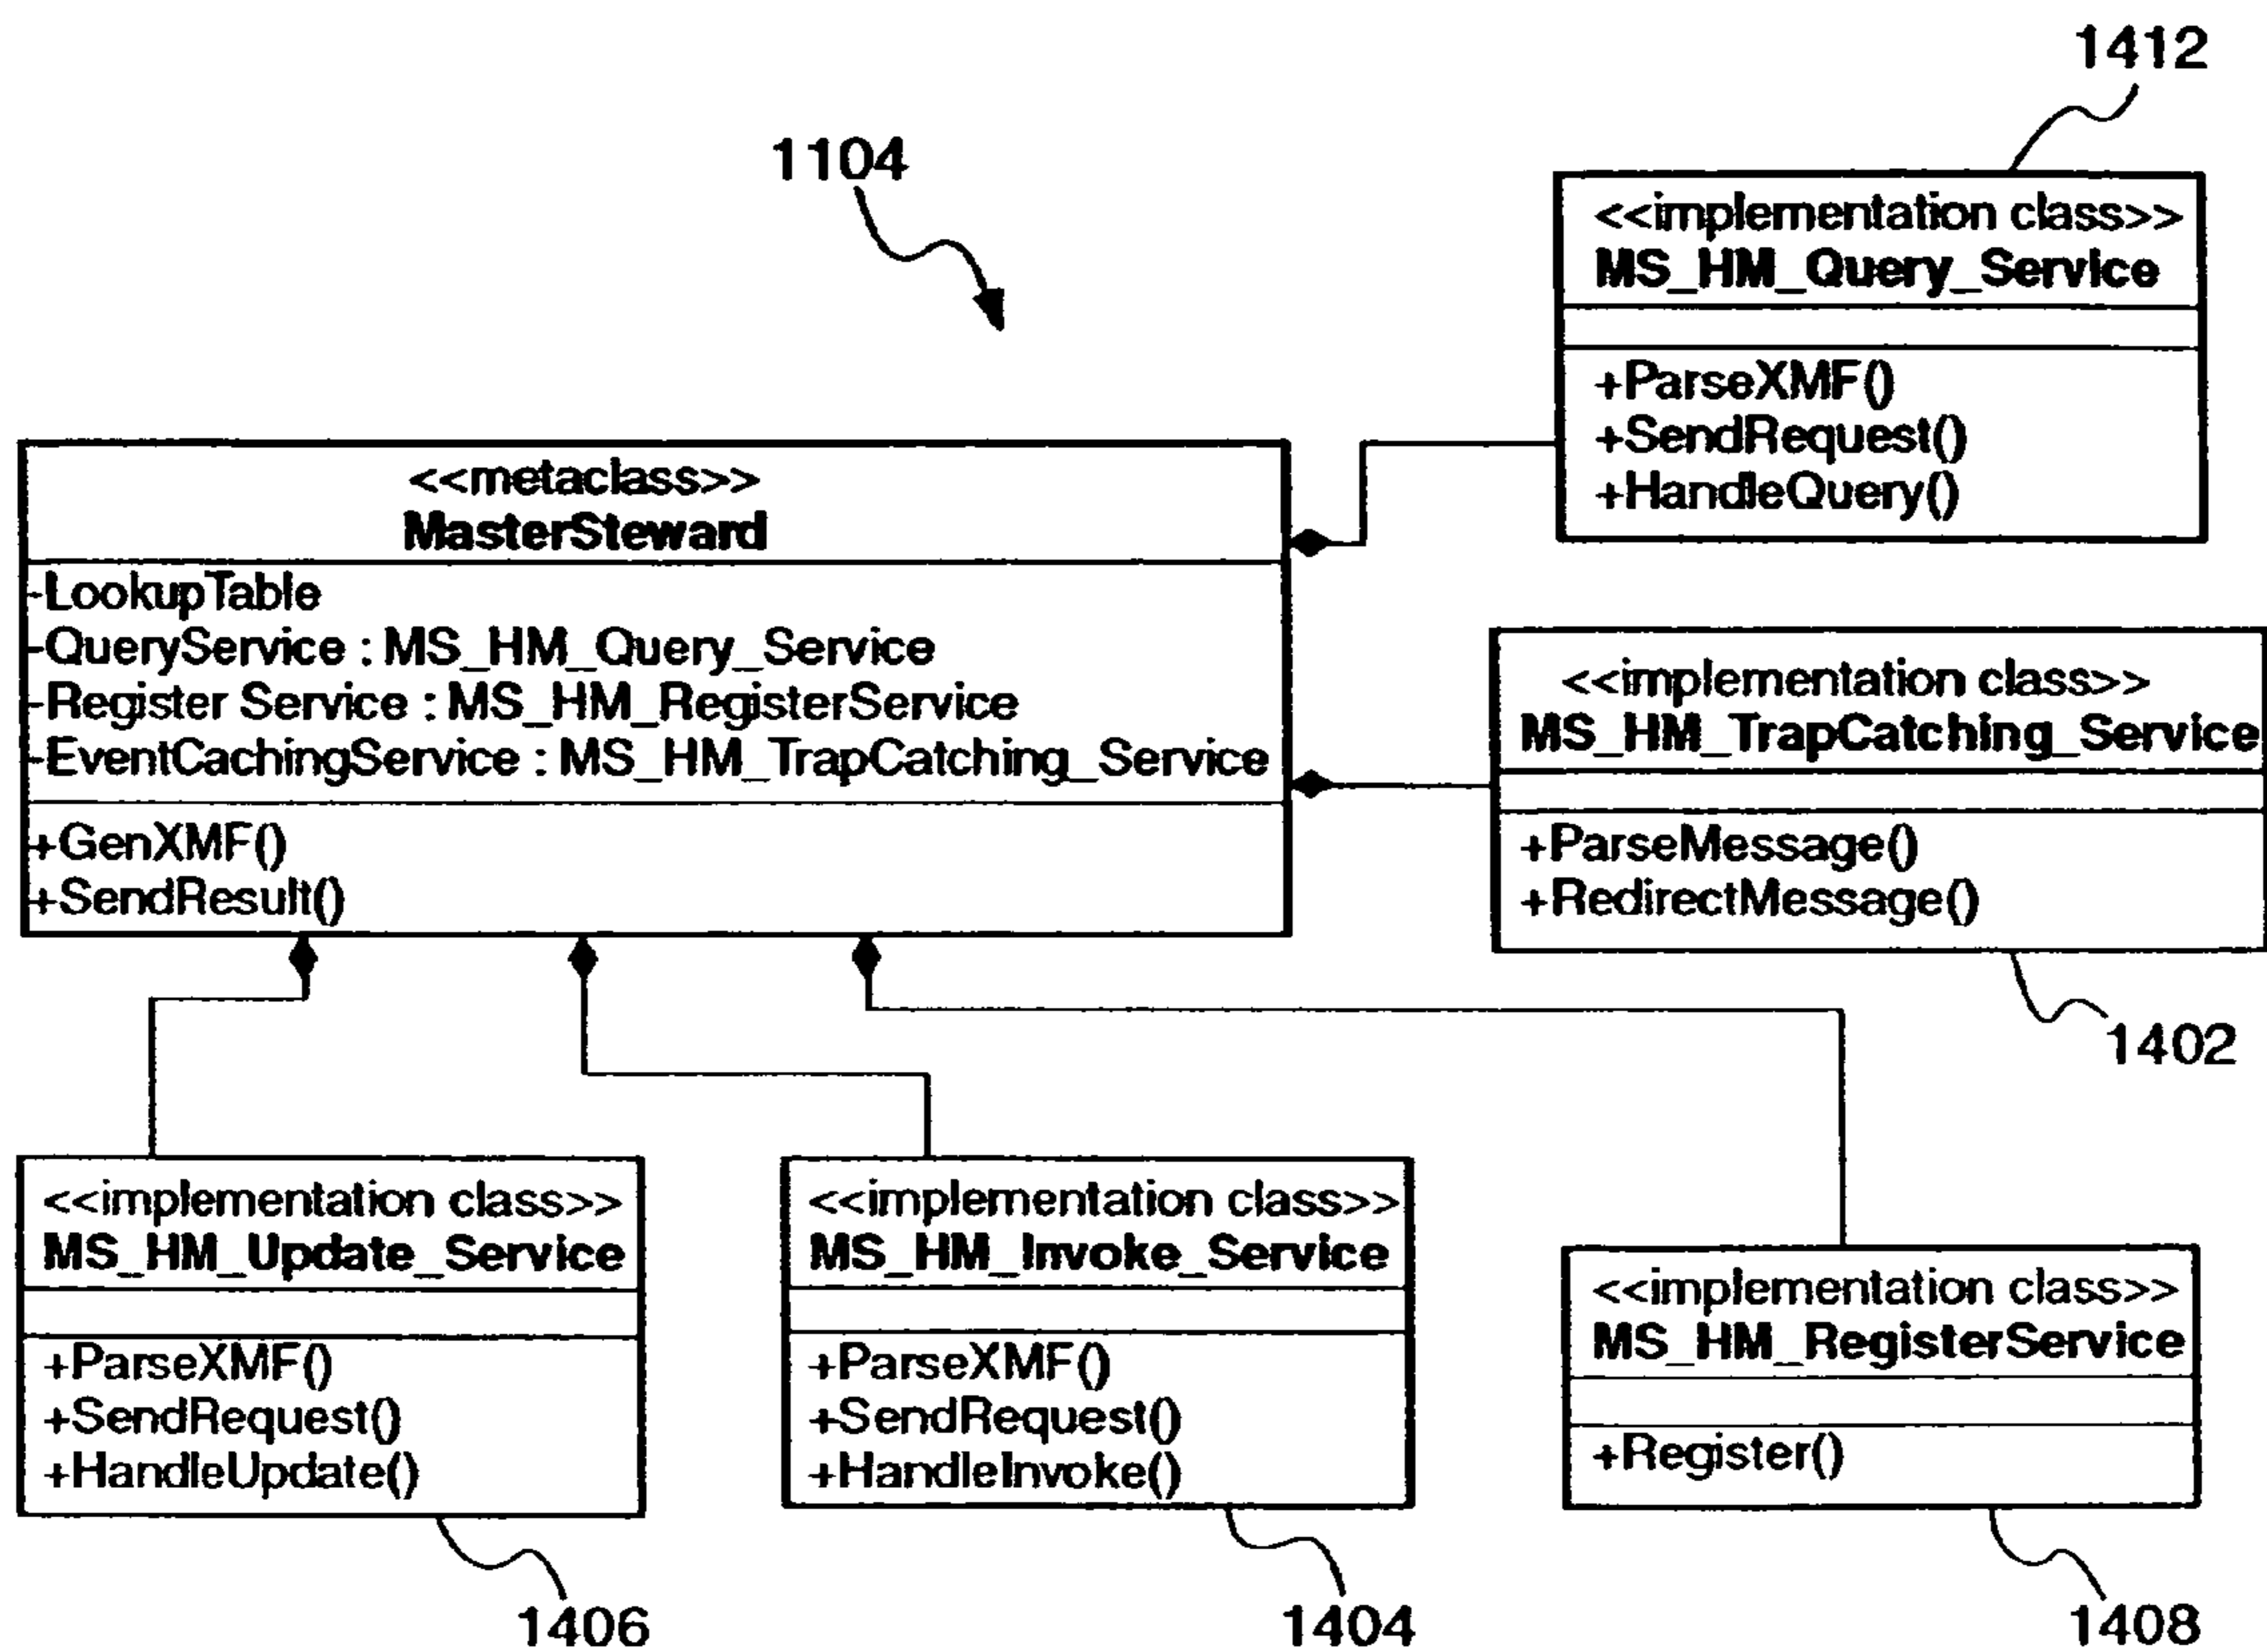 1412
1104
<<implementation class>>
MS_HM_Query_Service
+ParseXMF()
+SendRequest()
+HandleQuery()
<<metaclass>>
MasterSteward
-LookupTable
-QueryService : MS_HM_Query_Service
-Register Service : MS_HM_RegisterService
-EventCachingService : MS_HM_TrapCatching_Service
+GenXMF()
+SendResult()
<<implementation class>>
MS_HM_TrapCatching_Service
+ParseMessage()
+RedirectMessage()
1402
<<implementation class>>
MS_HM_Update_Service
+ParseXMF()
+SendRequest()
+HandleUpdate()
1406
<<implementation class>>
MS_HM_Invoke_Service
+ParseXMF()
+SendRequest()
+HandleInvoke()
1404
<<implementation class>>
MS_HM_RegisterService
+Register()
1408